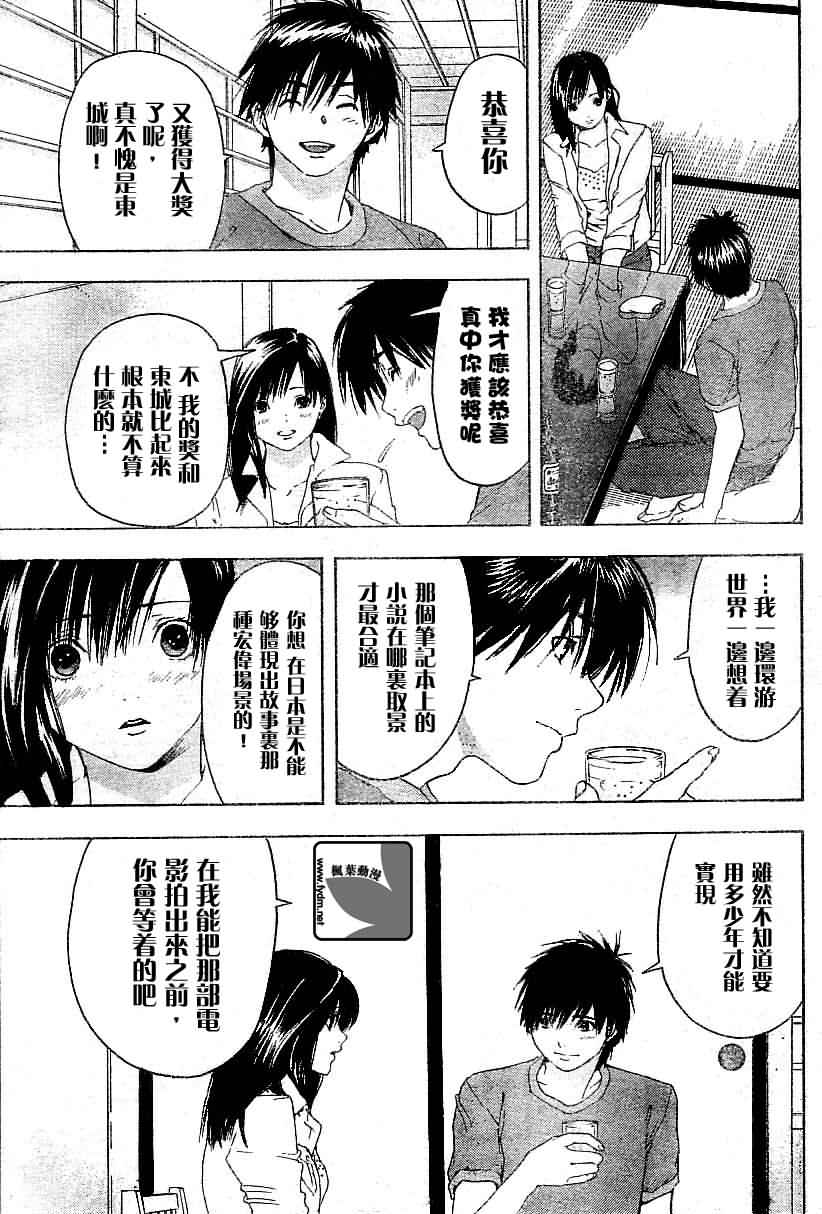 恭喜你
又獲得大獎
了呢，
真不愧是東
城啊！
我才應該恭喜
真中你獲獎呢
不 我的獎和
東城比起來
根本就不算
什麼的…
…我一邊環游
世界一邊想着
那個筆記本上的
小説在哪裏取景
才最合適
你想 在日本是不能
够體現出故事裏那
種宏偉場景的！
雖然不知道要
用多少年才能
實現
在我能把那部電
影拍出來之前，
你會等着的吧
楓葉動漫
www.fydm.net